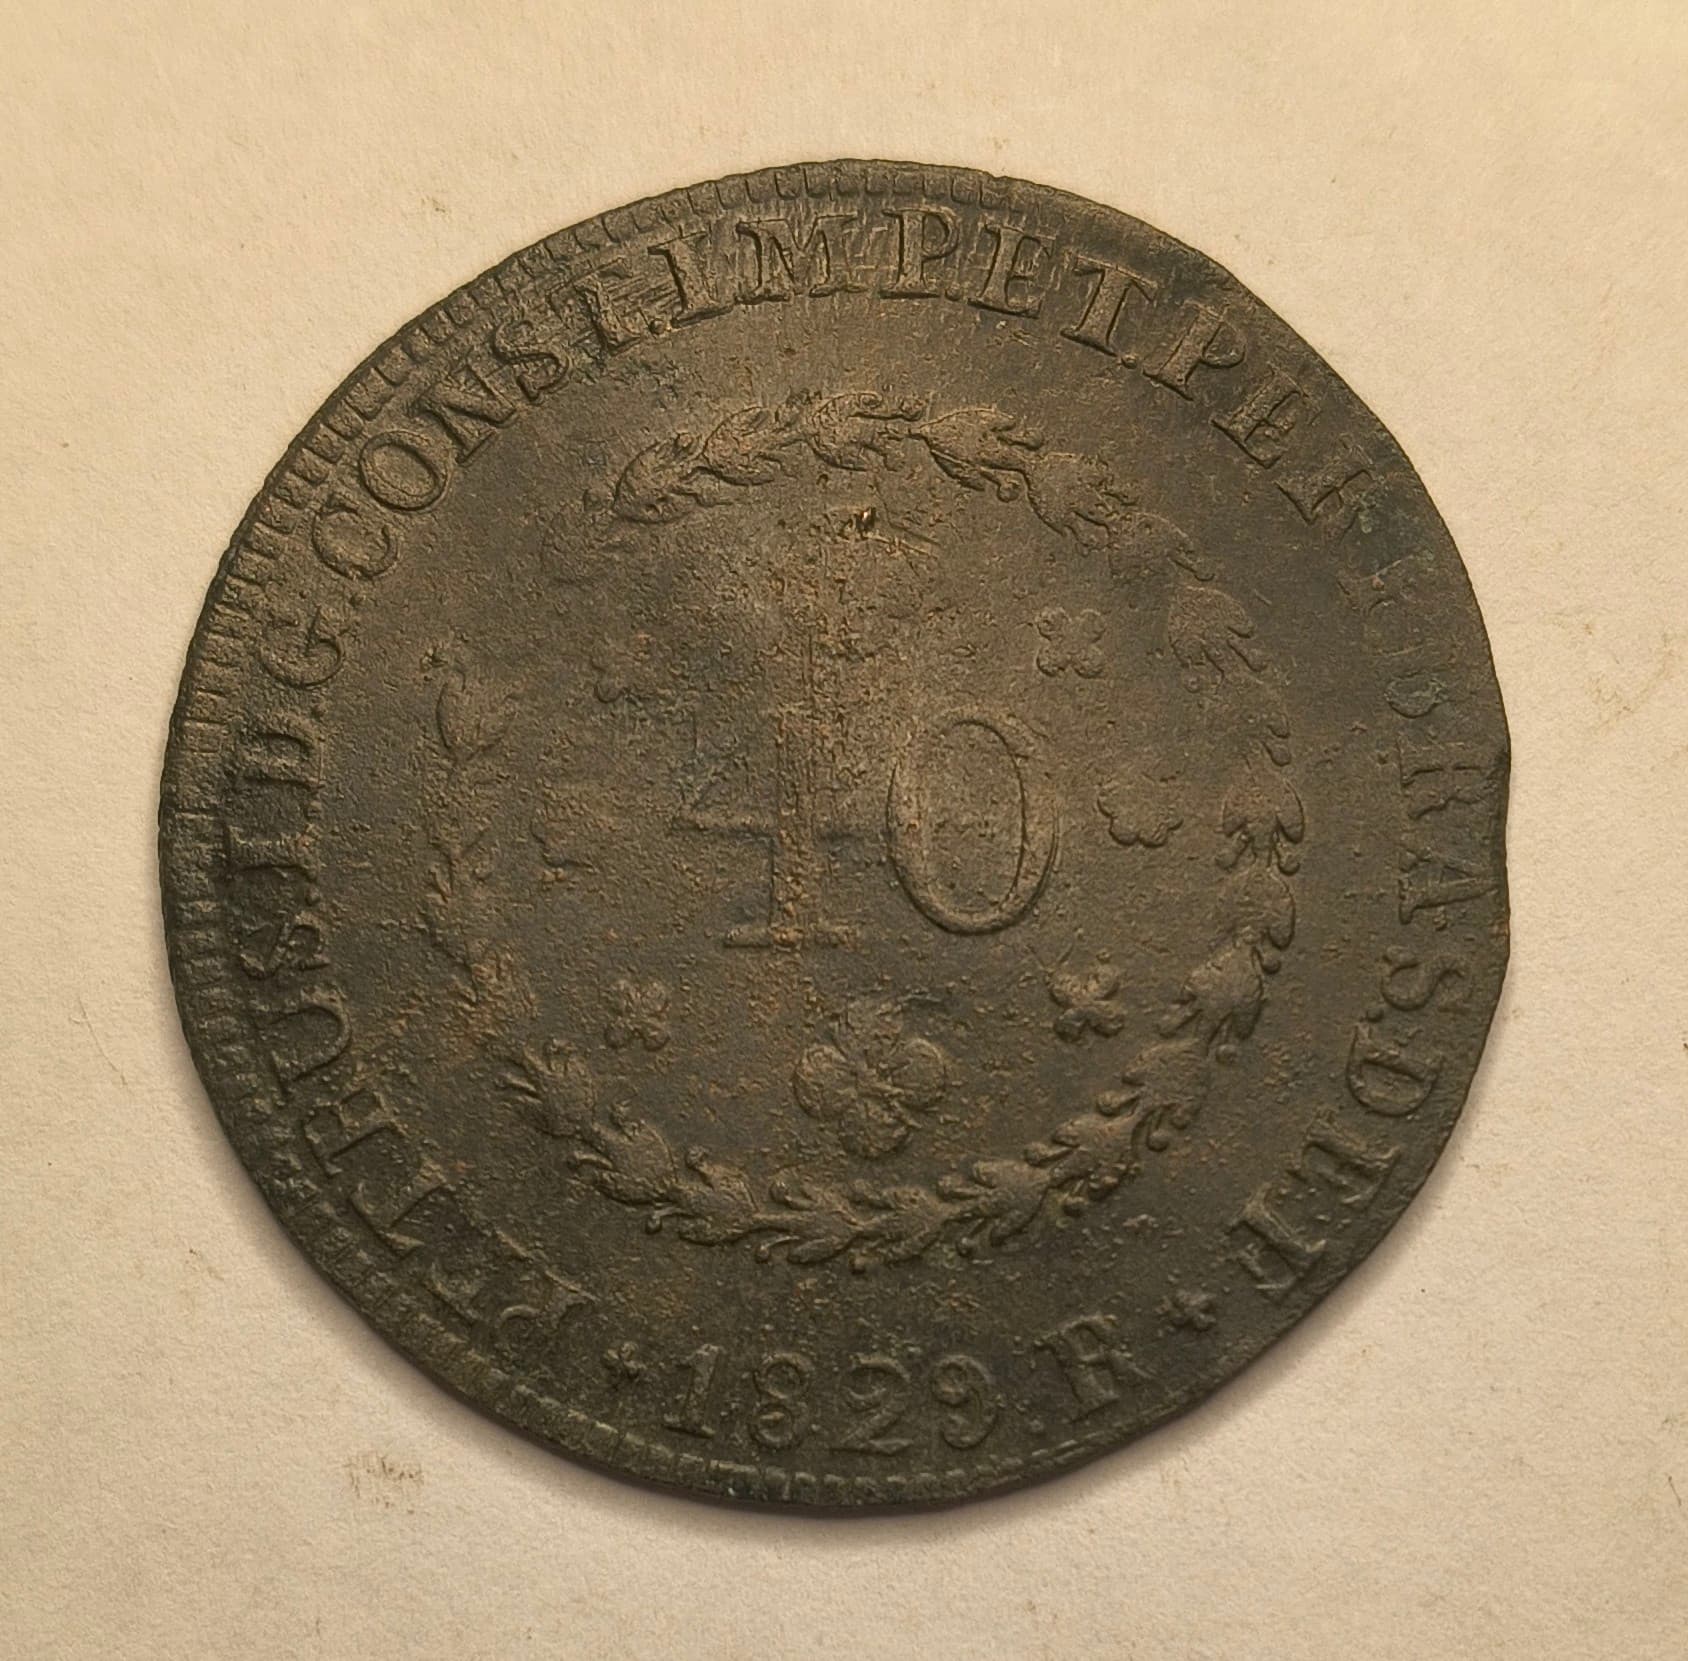 PETRUS.I.D.G.CONST.IMP.ET.PERP.BRAS.DEF.
40
1829.R